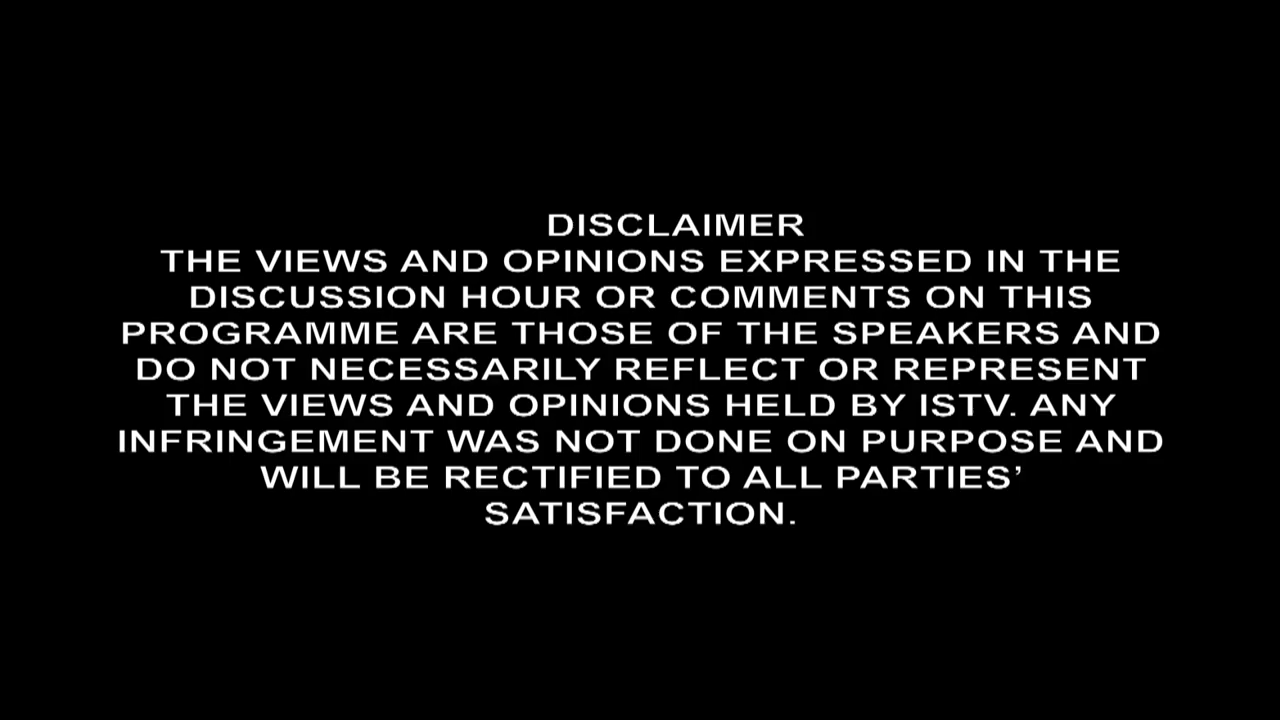 DISCLAIMER
THE VIEWS AND OPINIONS EXPRESSED IN THE
DISCUSSION HOUR OR COMMENTS ON THIS
PROGRAMME ARE THOSE OF THE SPEAKERS AND
DO NOT NECESSARILY REFLECT OR REPRESENT
THE VIEWS AND OPINIONS HELD BY ISTV. ANY
INFRINGEMENT WAS NOT DONE ON PURPOSE AND
WILL BE RECTIFIED TO ALL PARTIES’
SATISFACTION.